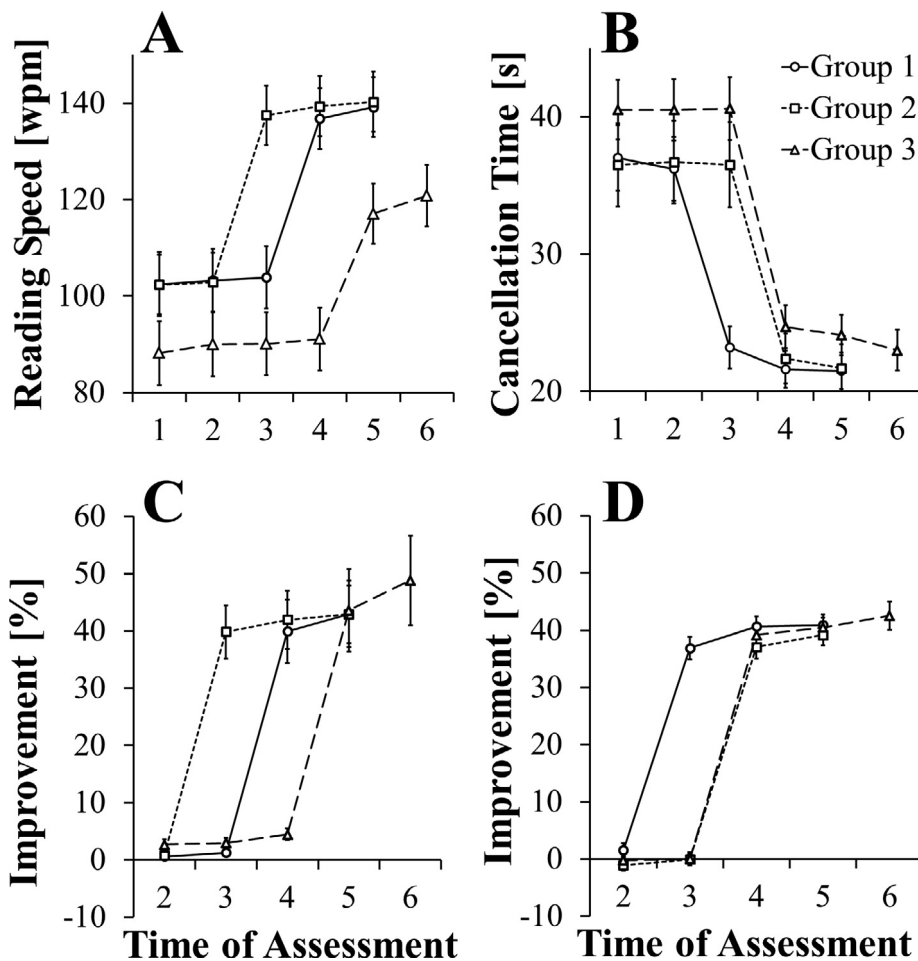 A
Reading Speed [wpm]
140
120
100
80
1 2 3 4 5 6
B
Cancellation Time [s]
40
30
20
1 2 3 4 5 6
Group 1
Group 2
Group 3
C
Improvement [%]
60
50
40
30
20
10
0
-10
2 3 4 5 6
Time of Assessment
D
Improvement [%]
60
50
40
30
20
10
0
-10
2 3 4 5 6
Time of Assessment